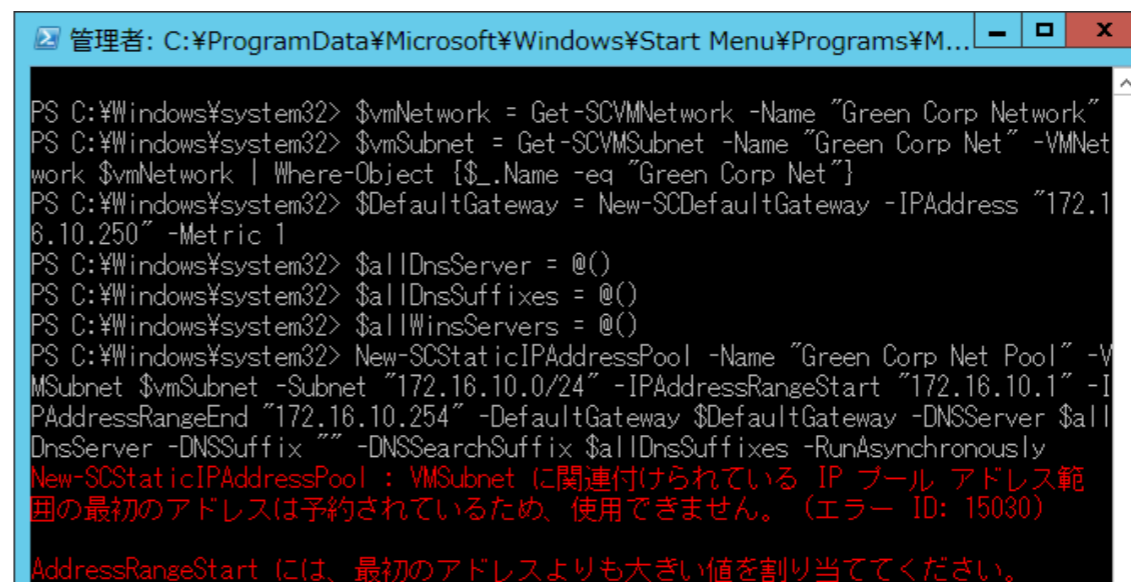 管理者: C:¥ProgramData¥Microsoft¥Windows¥Start Menu¥Programs¥M...
PS C:¥Windows¥system32> $vmNetwork = Get-SCVMNetwork -Name "Green Corp Network"
PS C:¥Windows¥system32> $vmSubnet = Get-SCVMSubnet -Name "Green Corp Net" -VMNet
work $vmNetwork | Where-Object {$_.Name -eq "Green Corp Net"}
PS C:¥Windows¥system32> $DefaultGateway = New-SCDefaultGateway -IPAddress "172.1
6.10.250" -Metric 1
PS C:¥Windows¥system32> $allDnsServer = @()
PS C:¥Windows¥system32> $allDnsSuffixes = @()
PS C:¥Windows¥system32> $allWinsServers = @()
PS C:¥Windows¥system32> New-SCStaticIPAddressPool -Name "Green Corp Net Pool" -V
MSubnet $vmSubnet -Subnet "172.16.10.0/24" -IPAddressRangeStart "172.16.10.1" -I
PAddressRangeEnd "172.16.10.254" -DefaultGateway $DefaultGateway -DNSServer $all
DnsServer -DNSSuffix "" -DNSSearchSuffix $allDnsSuffixes -RunAsynchronously
New-SCStaticIPAddressPool : VMSubnet に関連付けられている IP プール アドレス範
囲の最初のアドレスは予約されているため、使用できません。 (エラー ID: 15030)
AddressRangeStart には、最初のアドレスよりも大きい値を割り当ててください。